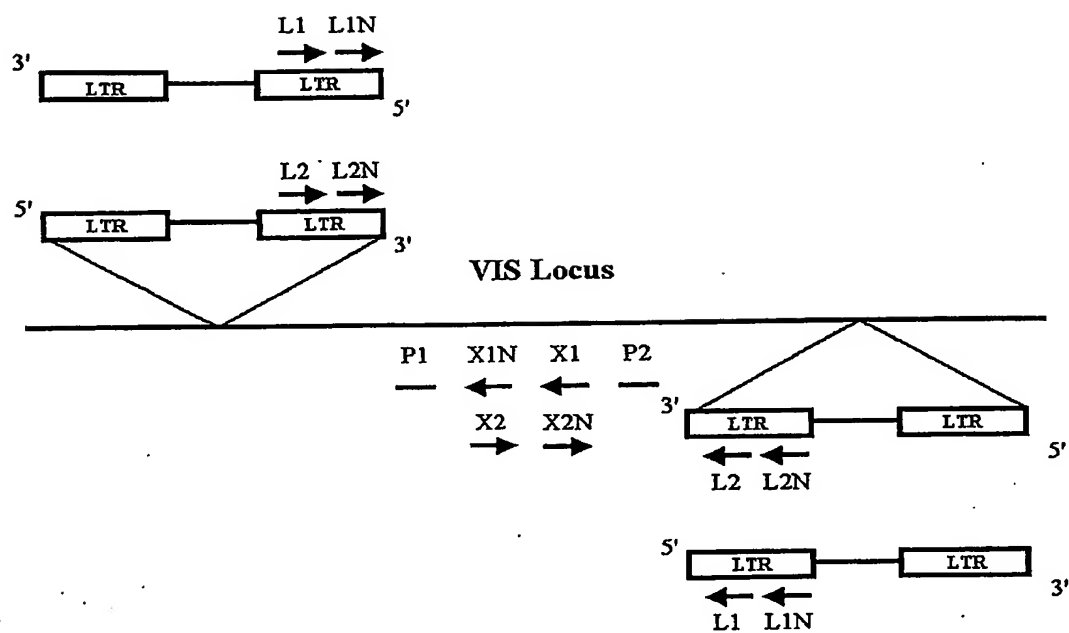 L1 L1N
3'
LTR LTR
5'
L2 L2N
5'
LTR LTR
3'
VIS Locus
P1 X1N X1 P2
3'
X2 X2N
LTR LTR
5'
L2 L2N
5'
LTR LTR
3'
L1 L1N